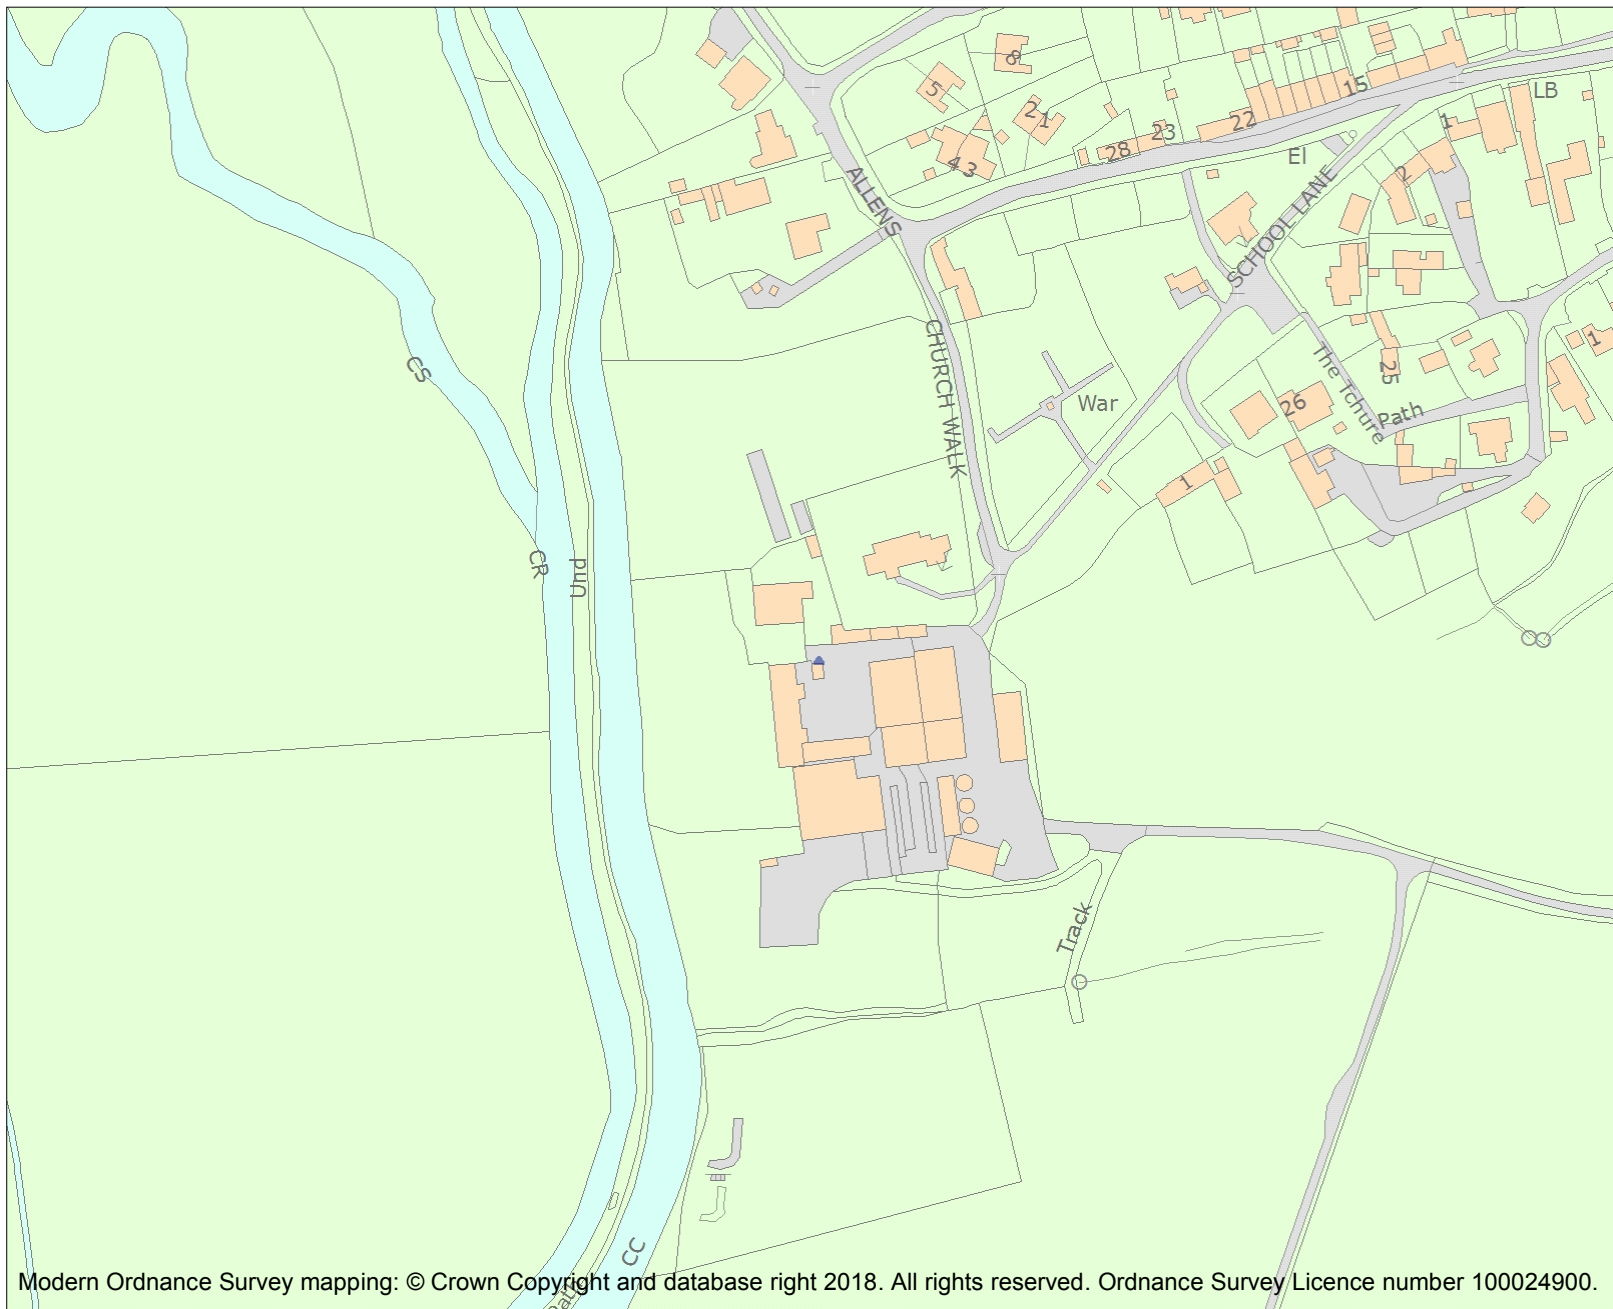 8
5
21
43
28
23
22
15
LB
1
2
El
ALLENS
SCHOOL LANE
CHURCH WALK
CS
War
The Tchure
Path
25
26
1
1
CR
Und
Track
CC
Path
Modern Ordnance Survey mapping: © Crown Copyright and database right 2018. All rights reserved. Ordnance Survey Licence number 100024900.